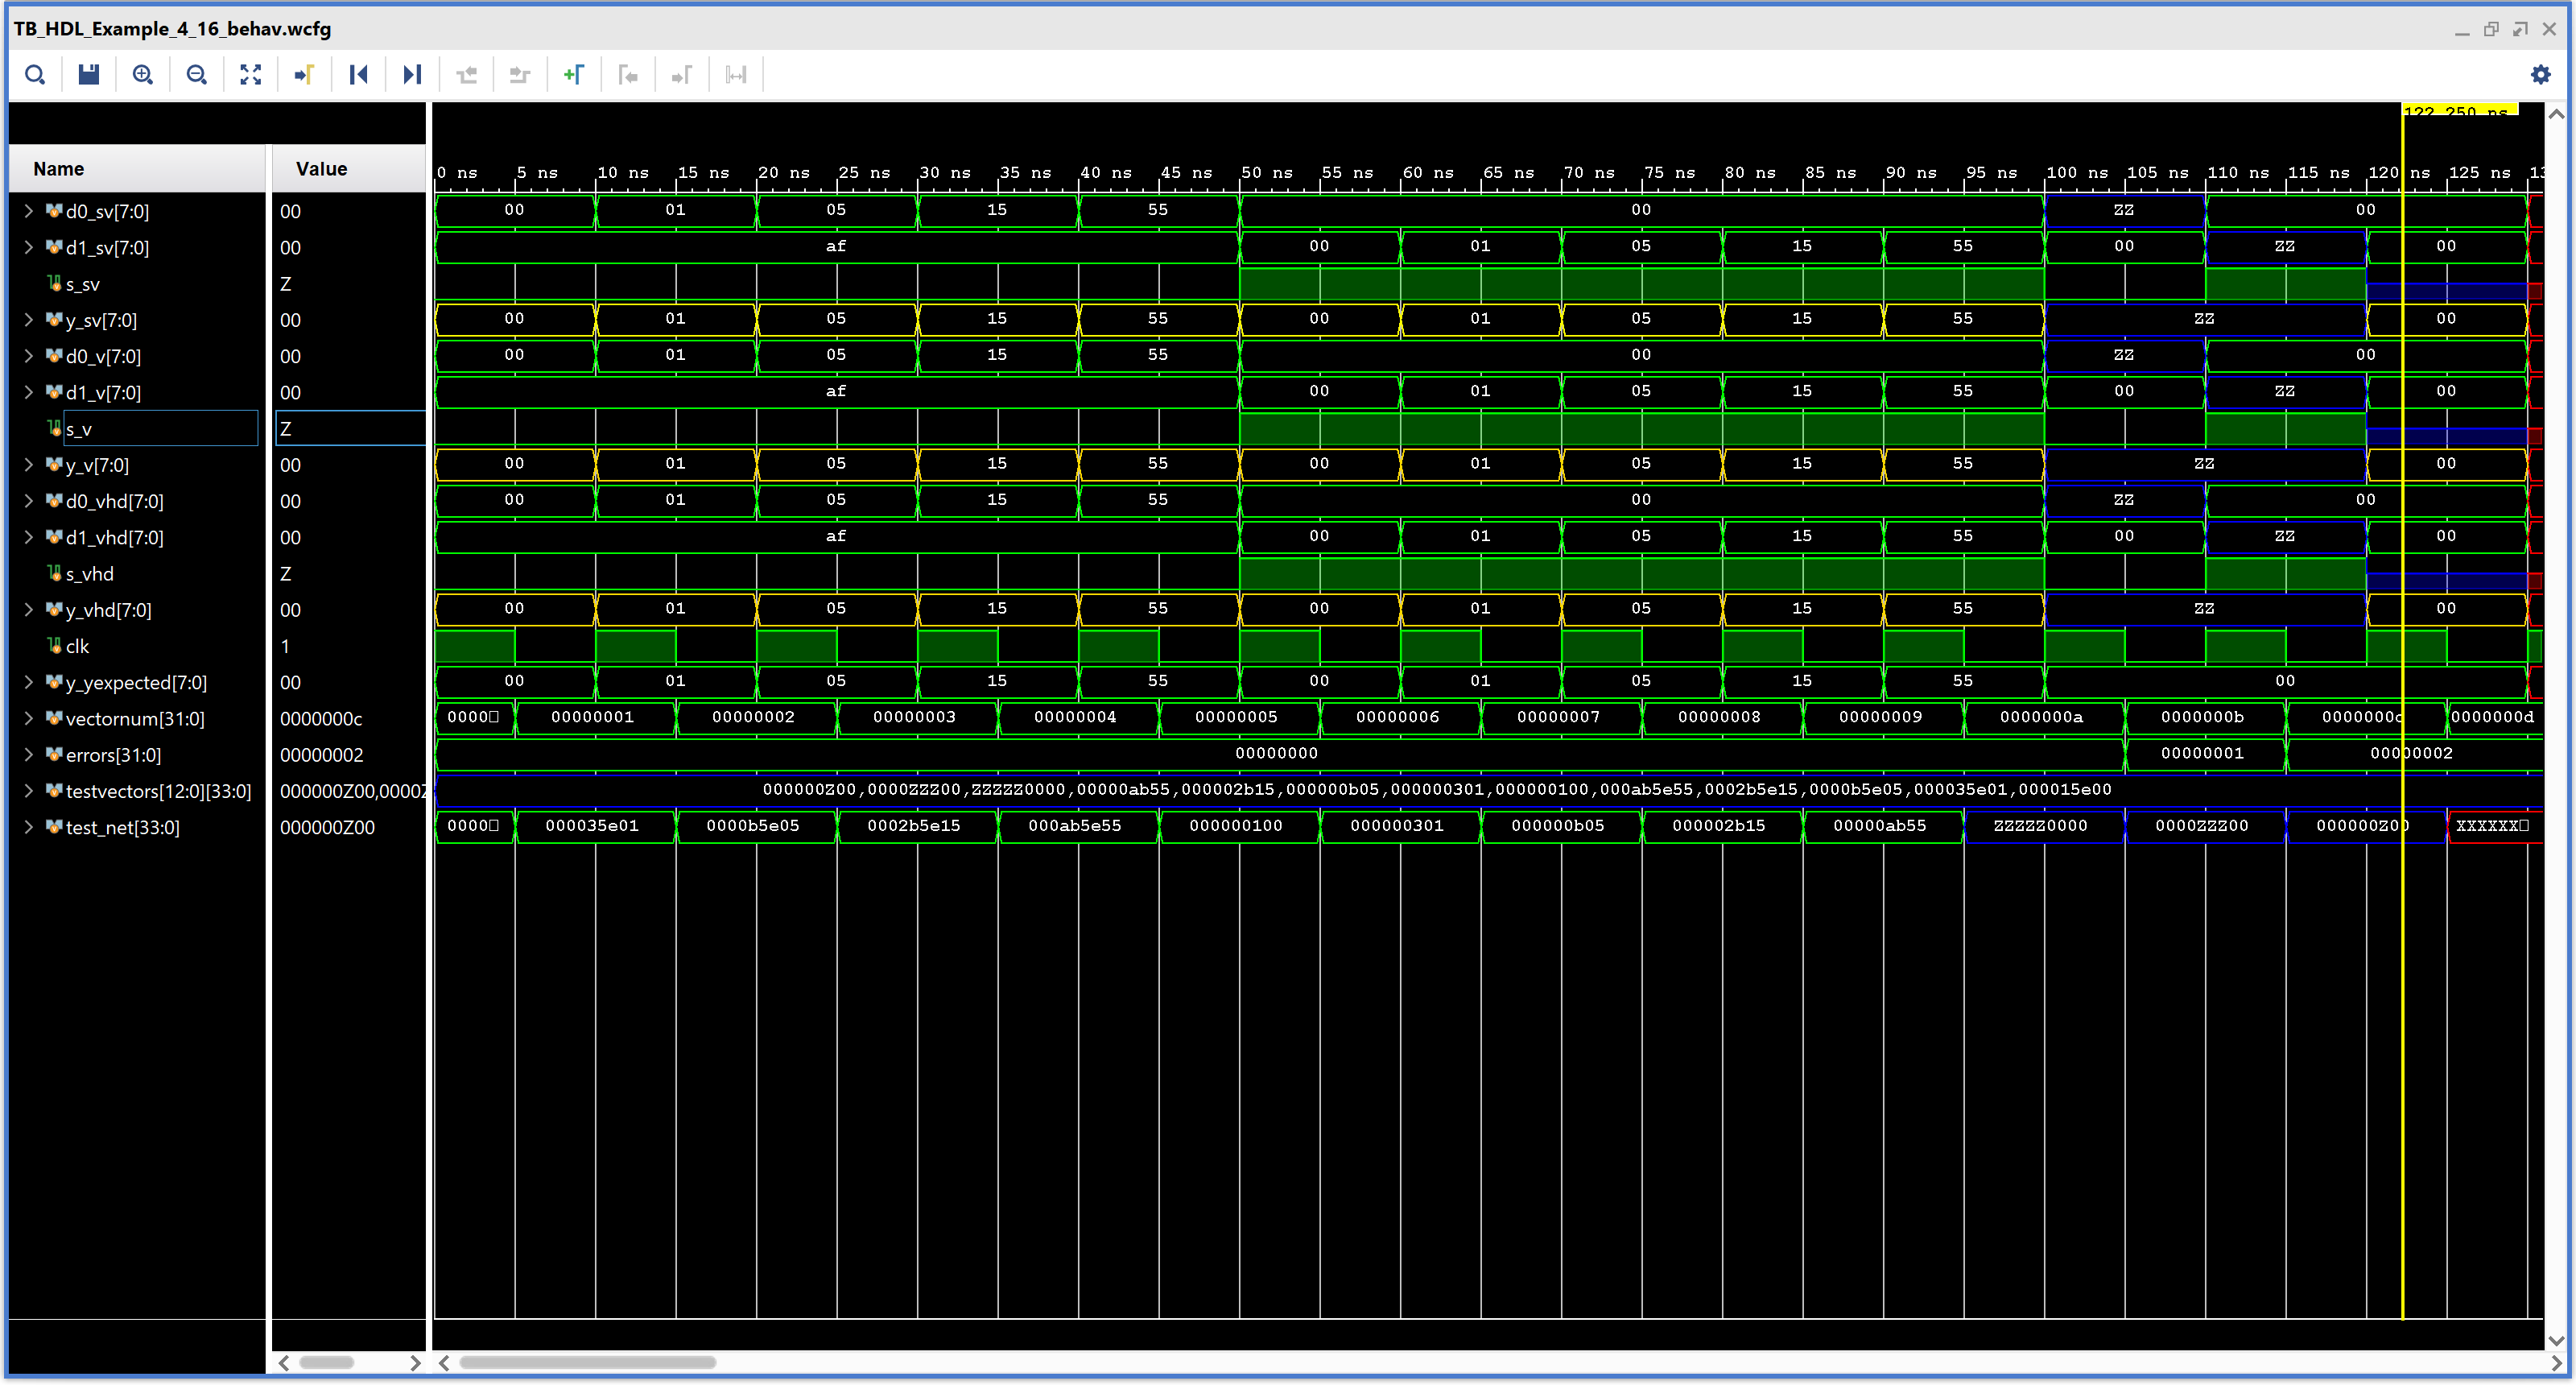 TB_HDL_Example_4_16_behav.wcfg
122.250 ns
Name Value
0 ns 5 ns 10 ns 15 ns 20 ns 25 ns 30 ns 35 ns 40 ns 45 ns 50 ns 55 ns 60 ns 65 ns 70 ns 75 ns 80 ns 85 ns 90 ns 95 ns 100 ns 105 ns 110 ns 115 ns 120 ns 125 ns 13
d0_sv[7:0] 00 00 01 05 15 55 00 ZZ 00
d1_sv[7:0] 00 af 00 01 05 15 55 00 ZZ 00
s_sv Z
y_sv[7:0] 00 00 01 05 15 55 00 01 05 15 55 ZZ 00
d0_v[7:0] 00 00 01 05 15 55 00 ZZ 00
d1_v[7:0] 00 af 00 01 05 15 55 00 ZZ 00
s_v Z
y_v[7:0] 00 00 01 05 15 55 00 01 05 15 55 ZZ 00
d0_vhd[7:0] 00 00 01 05 15 55 00 ZZ 00
d1_vhd[7:0] 00 af 00 01 05 15 55 00 ZZ 00
s_vhd Z
y_vhd[7:0] 00 00 01 05 15 55 00 01 05 15 55 ZZ 00
clk 1
y_yexpected[7:0] 00 00 01 05 15 55 00 01 05 15 55 00
vectornum[31:0] 0000000c 0000 00000001 00000002 00000003 00000004 00000005 00000006 00000007 00000008 00000009 0000000a 0000000b 0000000c 0000000d
errors[31:0] 00000002 00000000 00000001 00000002
testvectors[12:0][33:0] 000000Z00,0000Z 000000Z00,0000ZZZ00,ZZZZZ0000,00000ab55,000002b15,000000b05,000000301,000000100,000ab5e55,0002b5e15,0000b5e05,000035e01,000015e00
test_net[33:0] 000000Z00 0000 000035e01 0000b5e05 0002b5e15 000ab5e55 000000100 000000301 000000b05 000002b15 00000ab55 ZZZZZ0000 0000ZZZ00 000000Z00 XXXXXX